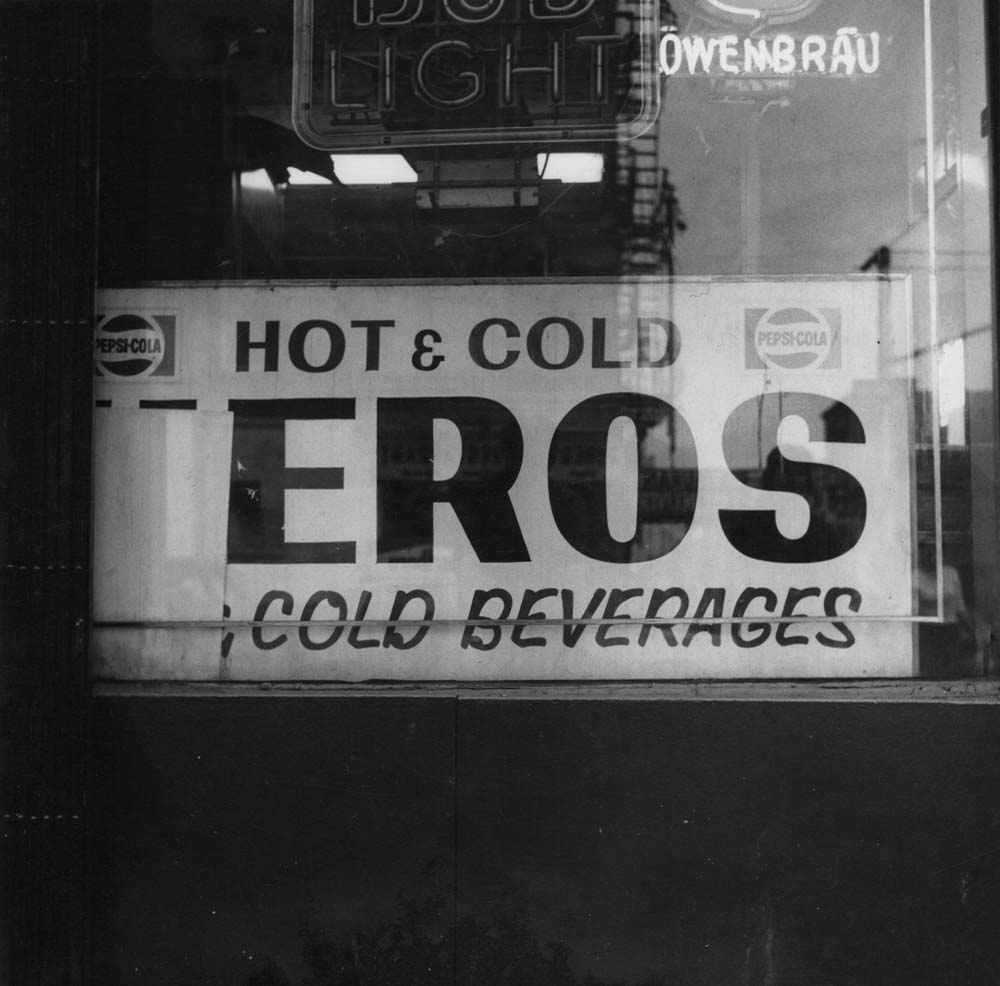 BUD
LIGHT
ÖWENBRÄU
HOT & COLD
PEPSI-COLA
PEPSI-COLA
EROS
COLD BEVERAGES